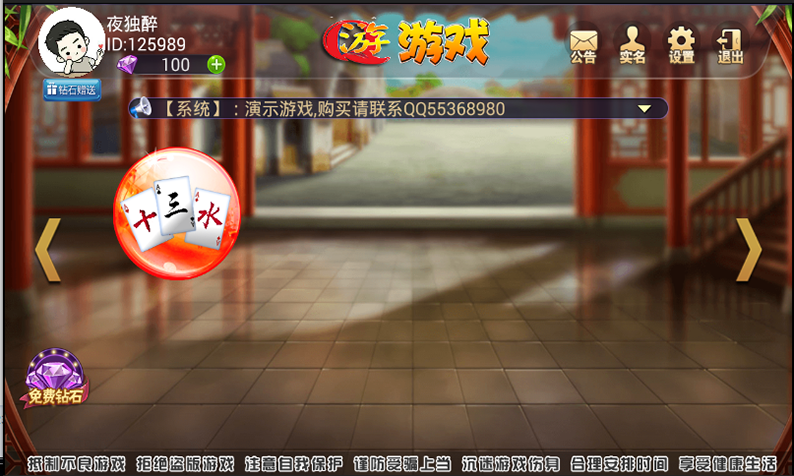 夜独醉
ID:125989
100
钻石赠送
游 游戏
公告 实名 设置 退出
【系统】:演示游戏,购买请联系QQ55368980
十三水
免费钻石
抵制不良游戏 拒绝盗版游戏 注意自我保护 谨防受骗上当 沉迷游戏伤身 合理安排时间 享受健康生活